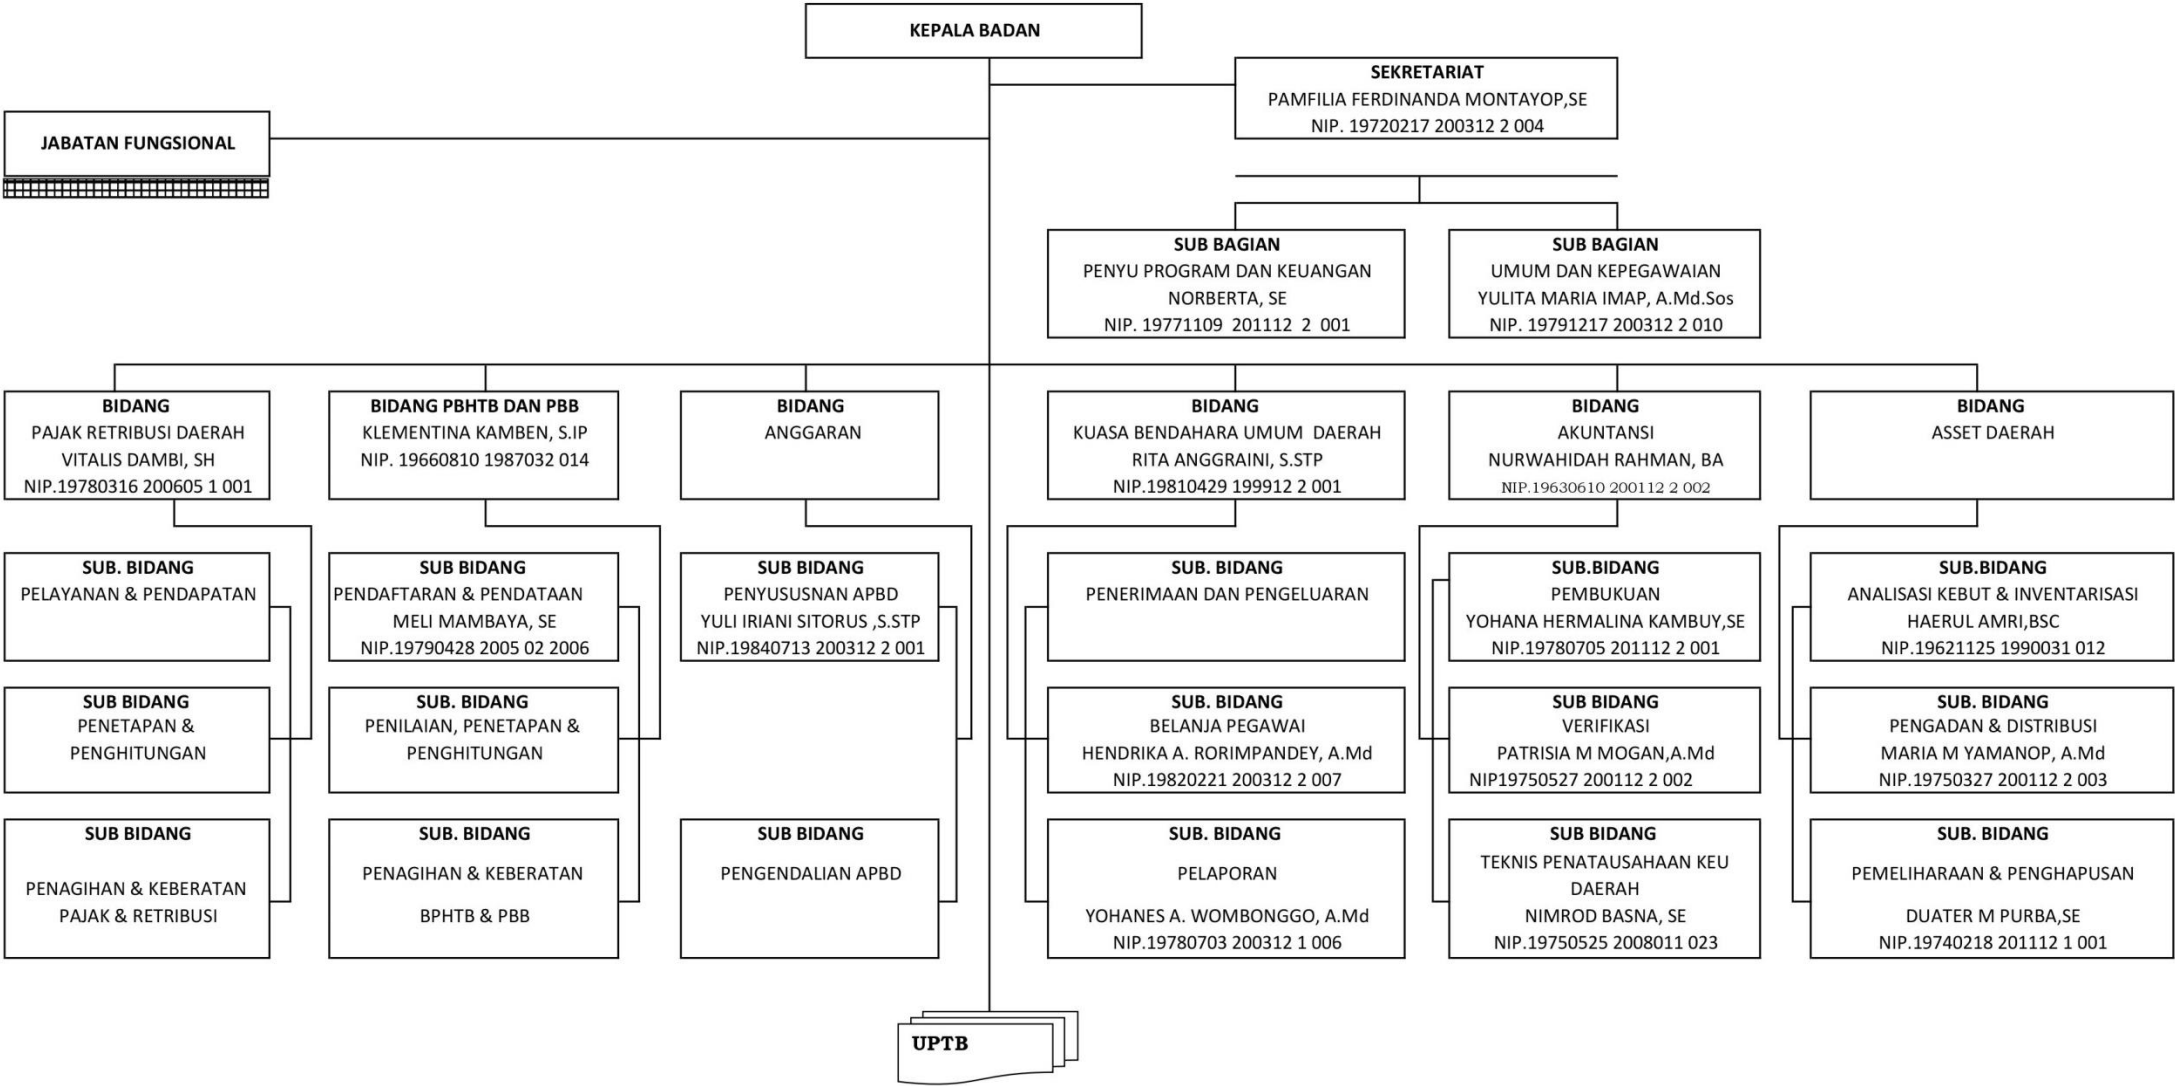 KEPALA BADAN
SEKRETARIAT
PAMFILIA FERDINANDA MONTAYOP,SE
NIP. 19720217 200312 2 004
JABATAN FUNGSIONAL
SUB BAGIAN
PENYU PROGRAM DAN KEUANGAN
NORBERTA, SE
NIP. 19771109 201112 2 001
SUB BAGIAN
UMUM DAN KEPEGAWAIAN
YULITA MARIA IMAP, A.Md.Sos
NIP. 19791217 200312 2 010
BIDANG
PAJAK RETRIBUSI DAERAH
VITALIS DAMBI, SH
NIP.19780316 200605 1 001
BIDANG PBHTB DAN PBB
KLEMENTINA KAMBEN, S.IP
NIP. 19660810 1987032 014
BIDANG
ANGGARAN
BIDANG
KUASA BENDAHARA UMUM DAERAH
RITA ANGGRAINI, S.STP
NIP.19810429 199912 2 001
BIDANG
AKUNTANSI
NURWAHIDAH RAHMAN, BA
NIP.19630610 200112 2 002
BIDANG
ASSET DAERAH
SUB. BIDANG
PELAYANAN & PENDAPATAN
SUB BIDANG
PENDAFTARAN & PENDATAAN
MELI MAMBAYA, SE
NIP.19790428 2005 02 2006
SUB BIDANG
PENYUSUSNAN APBD
YULI IRIANI SITORUS ,S.STP
NIP.19840713 200312 2 001
SUB. BIDANG
PENERIMAAN DAN PENGELUARAN
SUB.BIDANG
PEMBUKUAN
YOHANA HERMALINA KAMBUY,SE
NIP.19780705 201112 2 001
SUB.BIDANG
ANALISASI KEBUT & INVENTARISASI
HAERUL AMRI,BSC
NIP.19621125 1990031 012
SUB BIDANG
PENETAPAN &
PENGHITUNGAN
SUB. BIDANG
PENILAIAN, PENETAPAN &
PENGHITUNGAN
SUB. BIDANG
BELANJA PEGAWAI
HENDRIKA A. RORIMPANDEY, A.Md
NIP.19820221 200312 2 007
SUB BIDANG
VERIFIKASI
PATRISIA M MOGAN,A.Md
NIP19750527 200112 2 002
SUB. BIDANG
PENGADAN & DISTRIBUSI
MARIA M YAMANOP, A.Md
NIP.19750327 200112 2 003
SUB BIDANG
PENAGIHAN & KEBERATAN
PAJAK & RETRIBUSI
SUB. BIDANG
PENAGIHAN & KEBERATAN
BPHTB & PBB
SUB BIDANG
PENGENDALIAN APBD
SUB. BIDANG
PELAPORAN
YOHANES A. WOMBONGGO, A.Md
NIP.19780703 200312 1 006
SUB BIDANG
TEKNIS PENATAUSAHAAN KEU
DAERAH
NIMROD BASNA, SE
NIP.19750525 2008011 023
SUB. BIDANG
PEMELIHARAAN & PENGHAPUSAN
DUATER M PURBA,SE
NIP.19740218 201112 1 001
UPTB